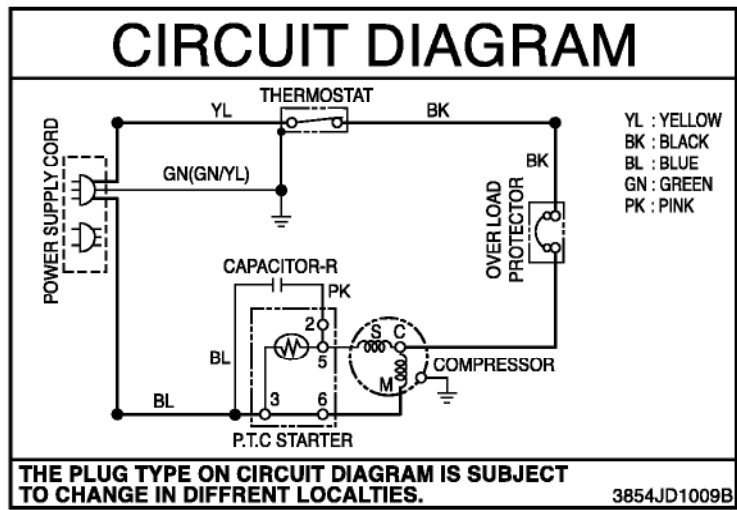 CIRCUIT DIAGRAM
THERMOSTAT
YL
BK
YL : YELLOW
BK : BLACK
BL : BLUE
GN : GREEN
PK : PINK
POWER SUPPLY CORD
GN(GN/YL)
BK
OVER LOAD
PROTECTOR
CAPACITOR-R
PK
2
S C
5
BL
M
COMPRESSOR
BL
3 6
P.T.C STARTER
THE PLUG TYPE ON CIRCUIT DIAGRAM IS SUBJECT
TO CHANGE IN DIFFRENT LOCALTIES.
3854JD1009B